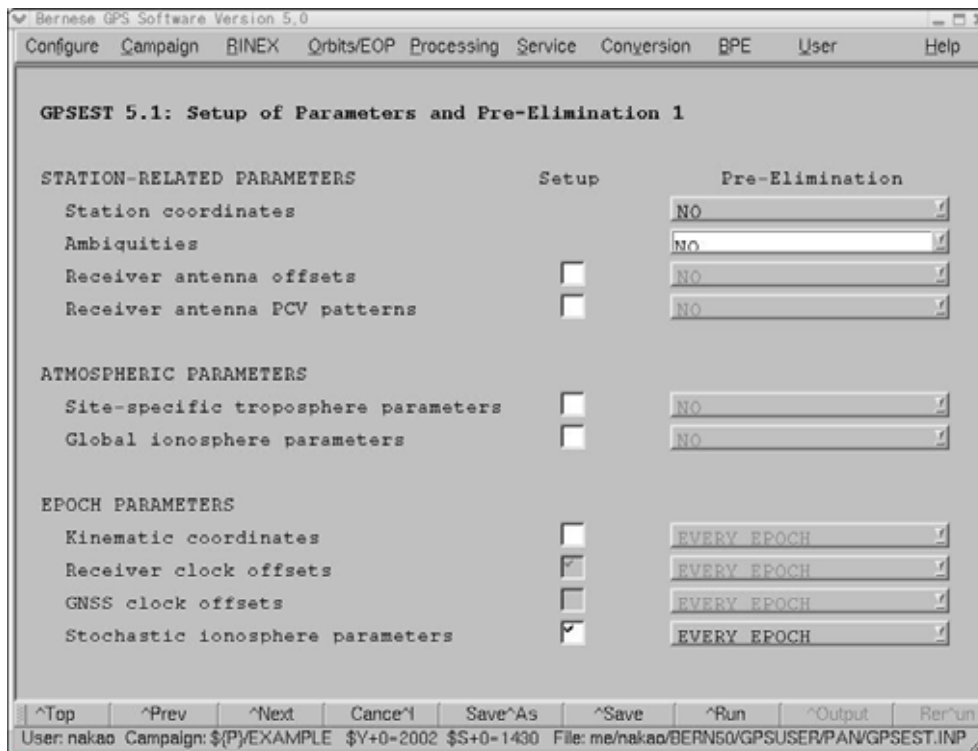 Bernese GPS Software Version 5.0
Configure Campaign RINEX Orbits/EOP Processing Service Conversion BPE User Help
GPSEST 5.1: Setup of Parameters and Pre-Elimination 1
STATION-RELATED PARAMETERS Setup Pre-Elimination
Station coordinates NO
Ambiquities NO
Receiver antenna offsets NO
Receiver antenna PCV patterns NO
ATMOSPHERIC PARAMETERS
Site-specific troposphere parameters NO
Global ionosphere parameters NO
EPOCH PARAMETERS
Kinematic coordinates EVERY EPOCH
Receiver clock offsets EVERY EPOCH
GNSS clock offsets EVERY EPOCH
Stochastic ionosphere parameters EVERY EPOCH
^Top ^Prev ^Next Cance^l Save^As ^Save ^Run ^Output Rer^un
User: nakao Campaign: ${P}/EXAMPLE $Y+0=2002 $S+0=1430 File: me/nakao/BERN50/GPSUSER/PAN/GPSEST.INP